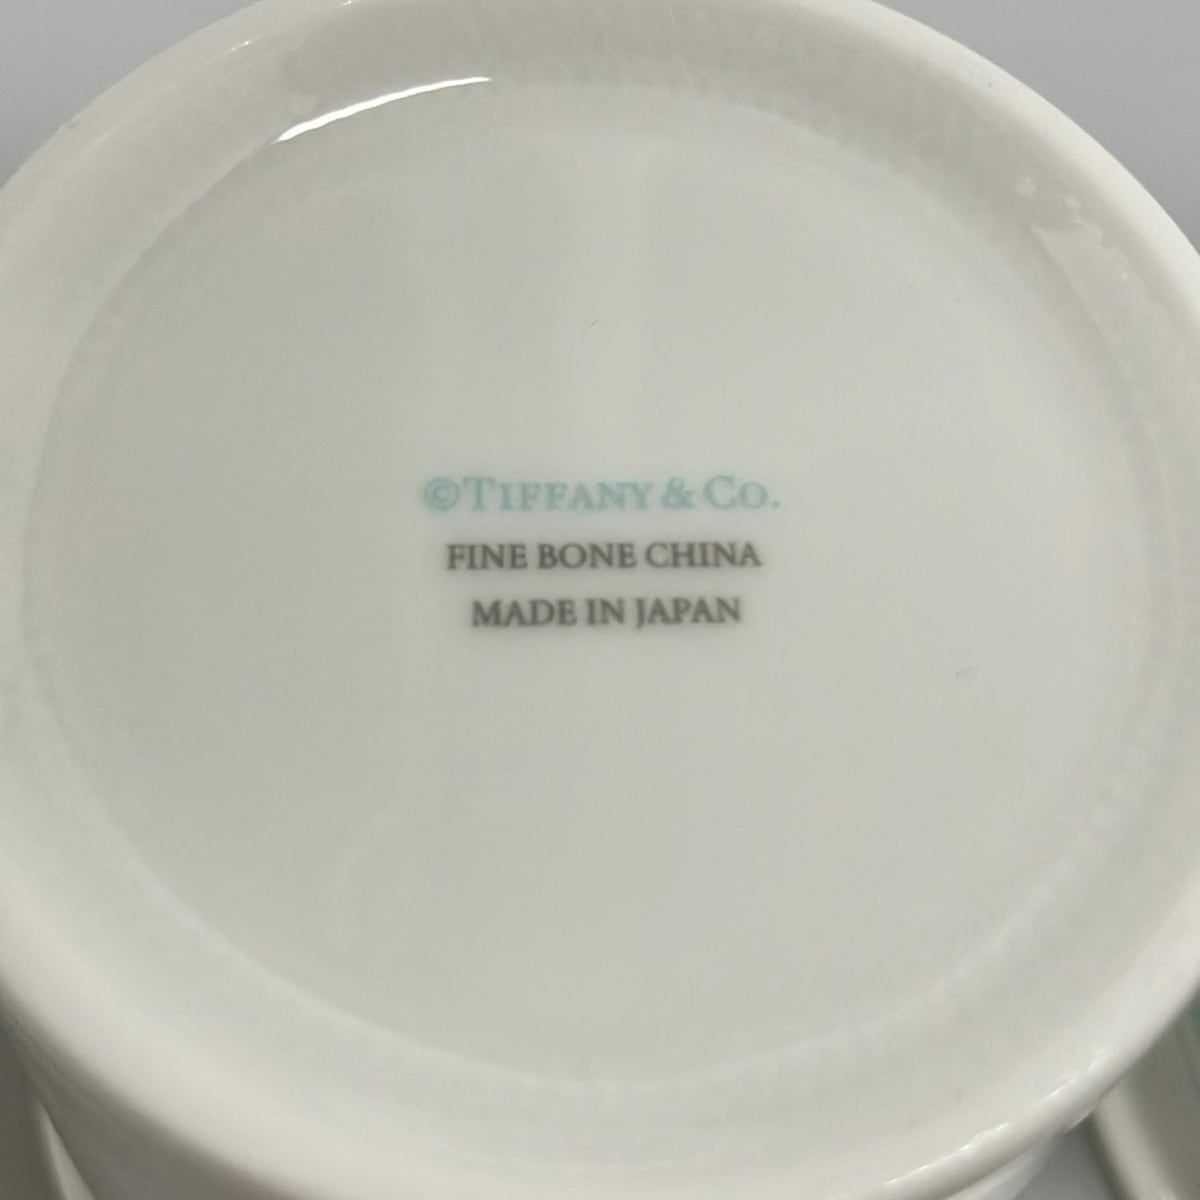 ©TIFFANY & CO.
FINE BONE CHINA
MADE IN JAPAN